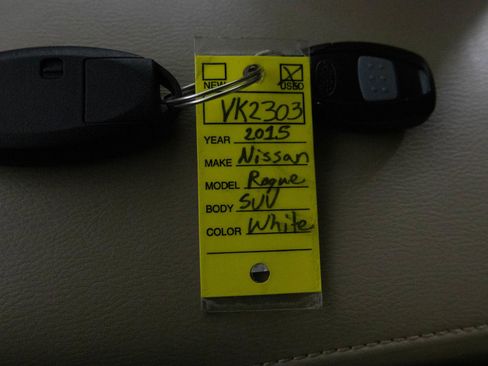 NEW USED
VK2303
YEAR 2015
MAKE Nissan
MODEL Rogue
BODY SUV
COLOR White